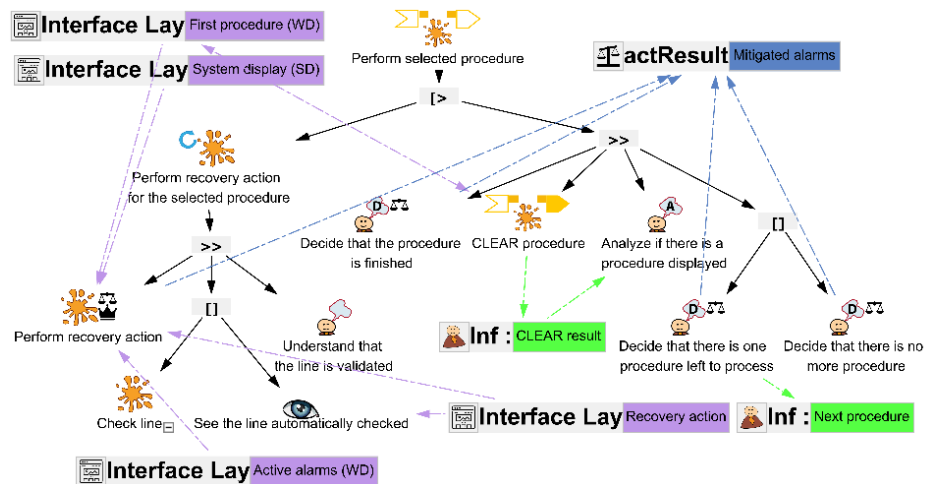 Interface Lay First procedure (WD)
Perform selected procedure
actResult Mitigated alarms
Interface Lay System display (SD)
[>
>>
Perform recovery action
for the selected procedure
D
A
[]
Decide that the procedure
is finished
CLEAR procedure
Analyze if there is a
procedure displayed
>>
[]
D
D
Perform recovery action
Understand that
the line is validated
Inf : CLEAR result
Decide that there is one
procedure left to process
Decide that there is no
more procedure
Check line
See the line automatically checked
Interface Lay Recovery action
Inf : Next procedure
Interface Lay Active alarms (WD)